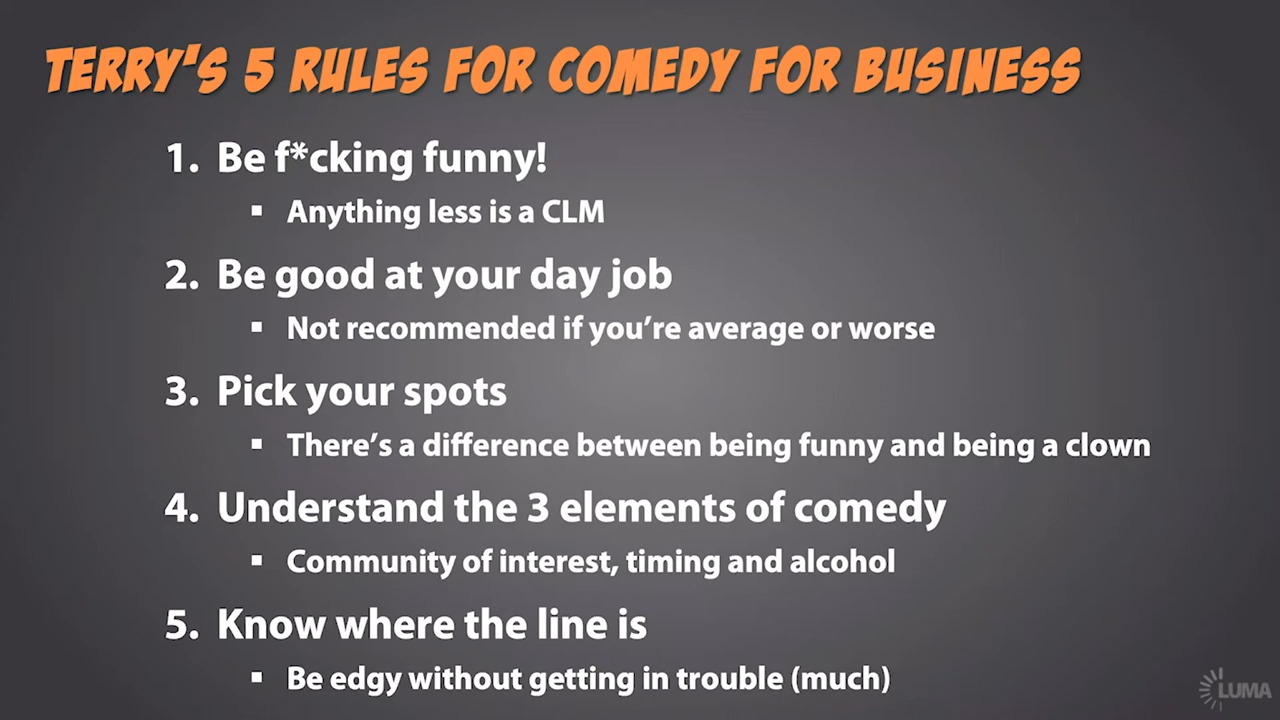 TERRY'S 5 RULES FOR COMEDY FOR BUSINESS
1. Be f*cking funny!
▪ Anything less is a CLM
2. Be good at your day job
▪ Not recommended if you're average or worse
3. Pick your spots
▪ There's a difference between being funny and being a clown
4. Understand the 3 elements of comedy
▪ Community of interest, timing and alcohol
5. Know where the line is
▪ Be edgy without getting in trouble (much)
LUMA